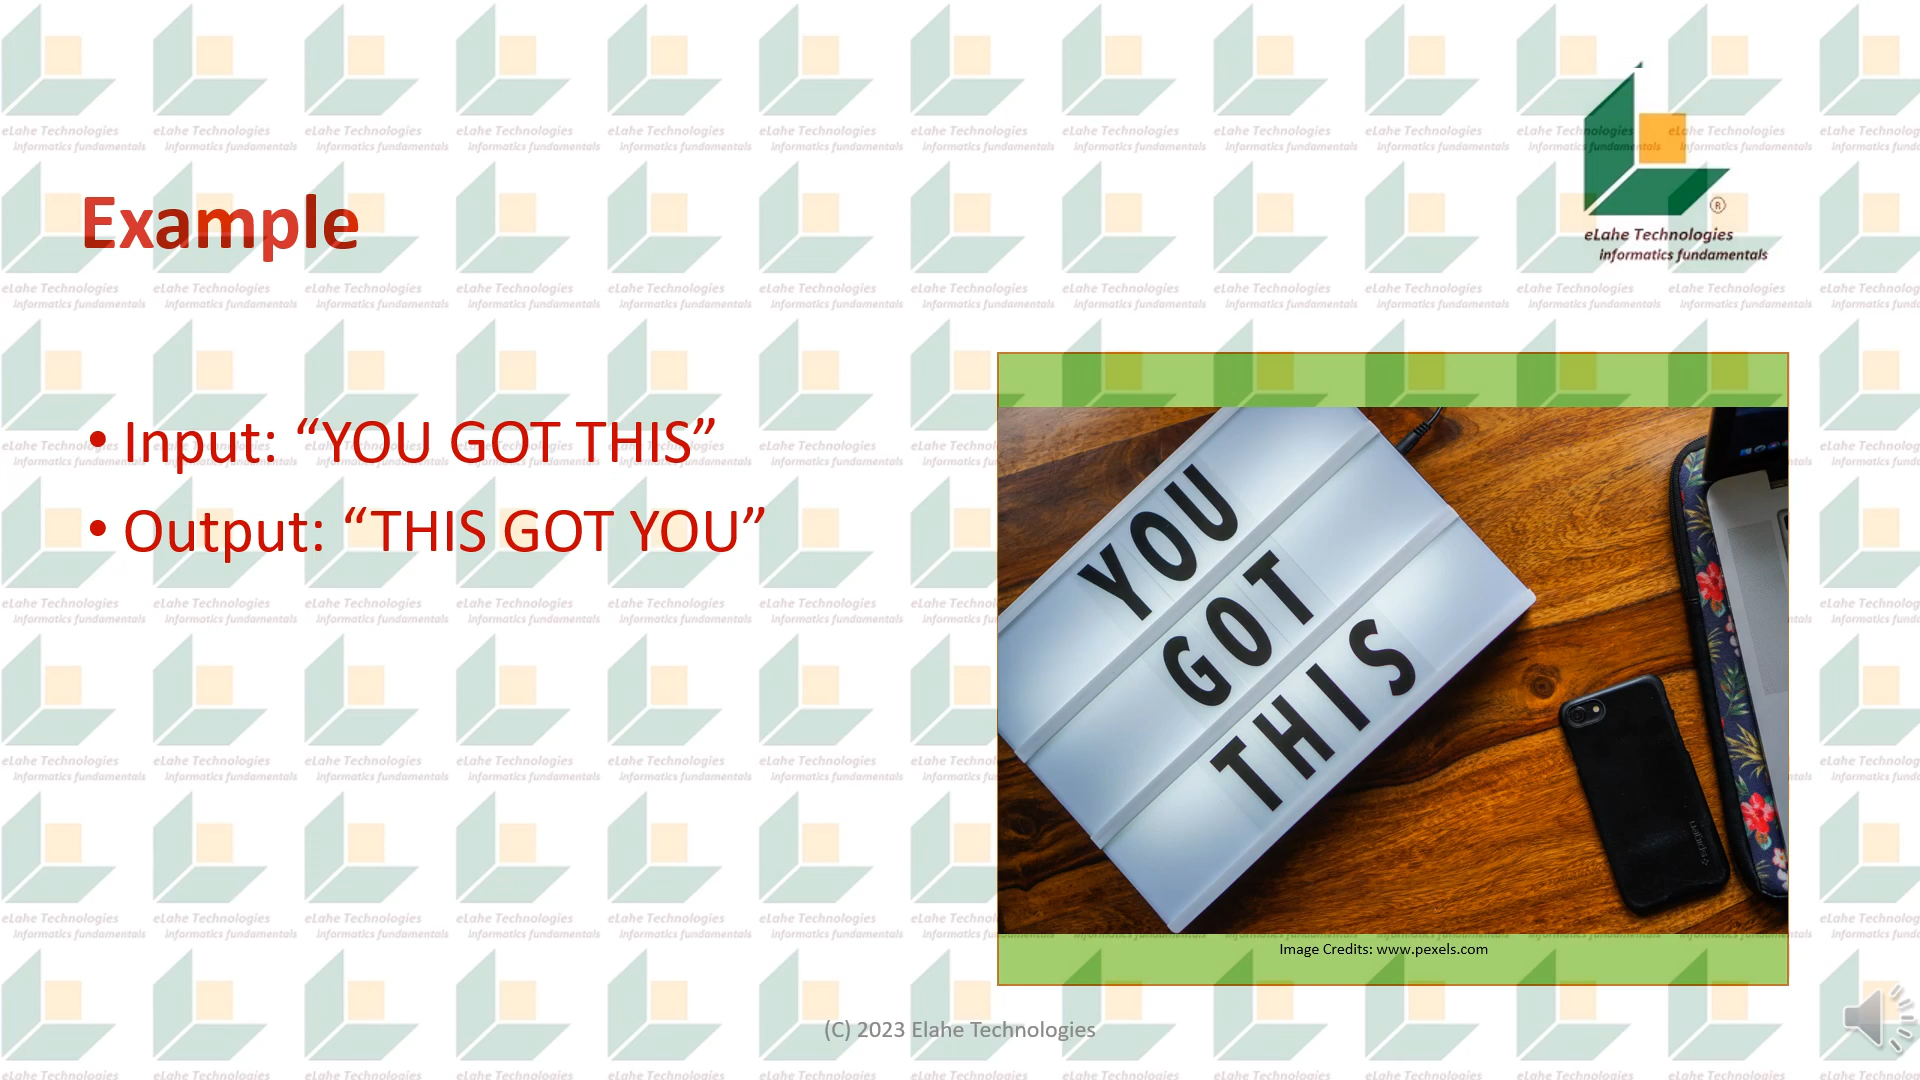 Example
eLahe Technologies
informatics fundamentals
®
• Input: “YOU GOT THIS”
• Output: “THIS GOT YOU”
YOU
GOT
THIS
Image Credits: www.pexels.com
(C) 2023 Elahe Technologies